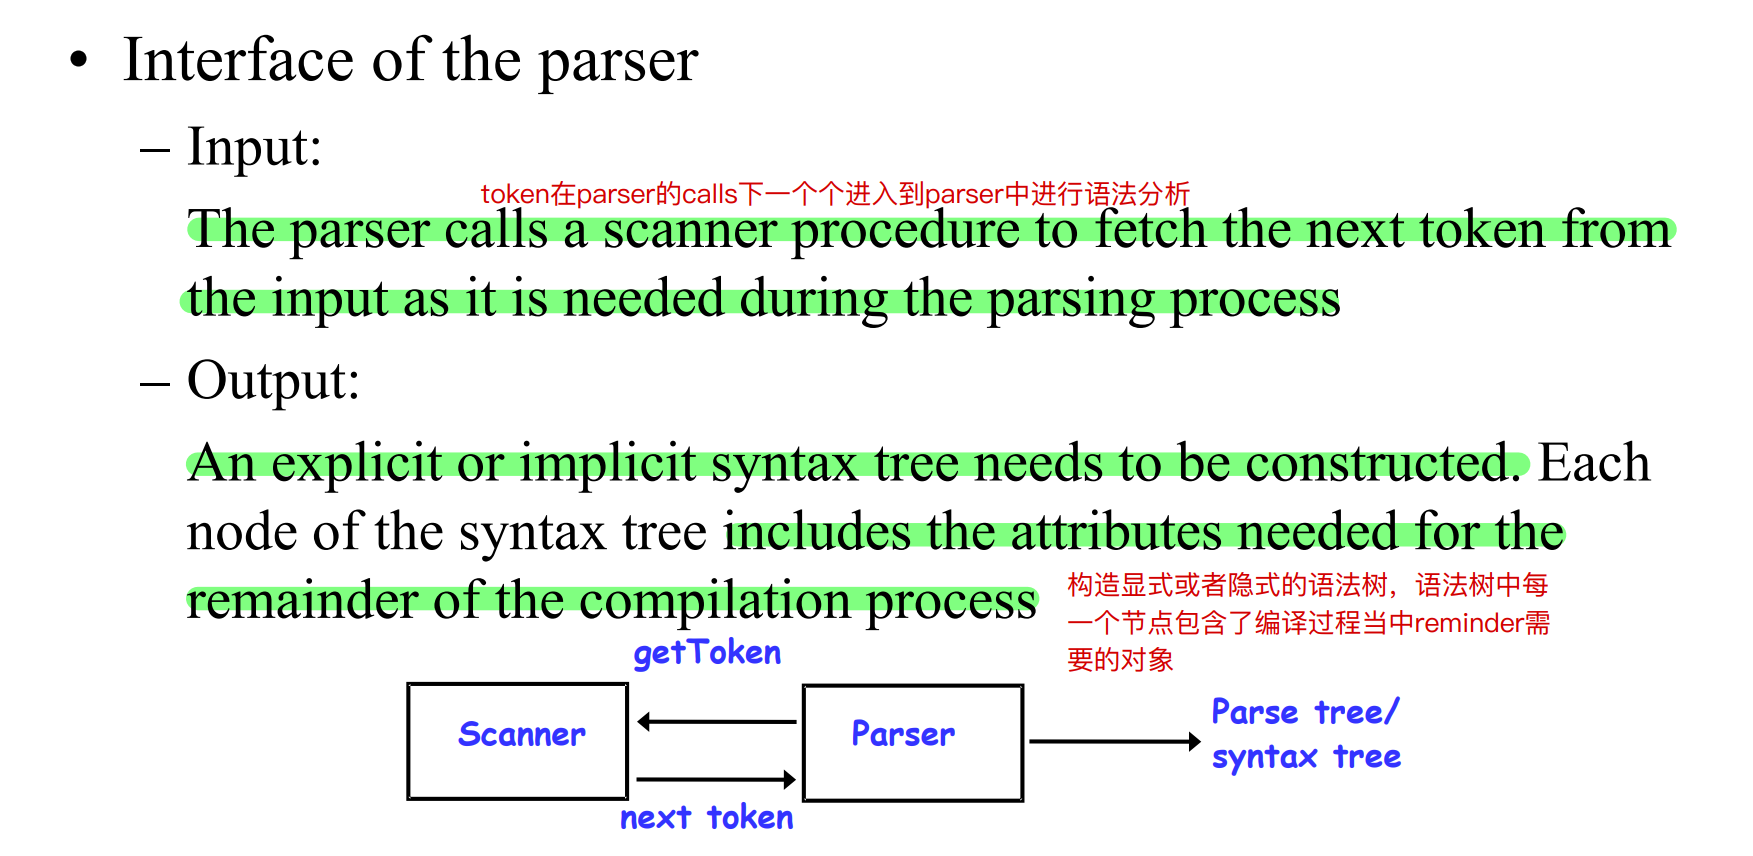 • Interface of the parser
– Input:
token在parser的calls下一个个进入到parser中进行语法分析
The parser calls a scanner procedure to fetch the next token from
the input as it is needed during the parsing process
– Output:
An explicit or implicit syntax tree needs to be constructed. Each
node of the syntax tree includes the attributes needed for the
remainder of the compilation process
构造显式或者隐式的语法树，语法树中每
一个节点包含了编译过程当中reminder需
要的对象
getToken
Scanner
Parser
next token
Parse tree/
syntax tree